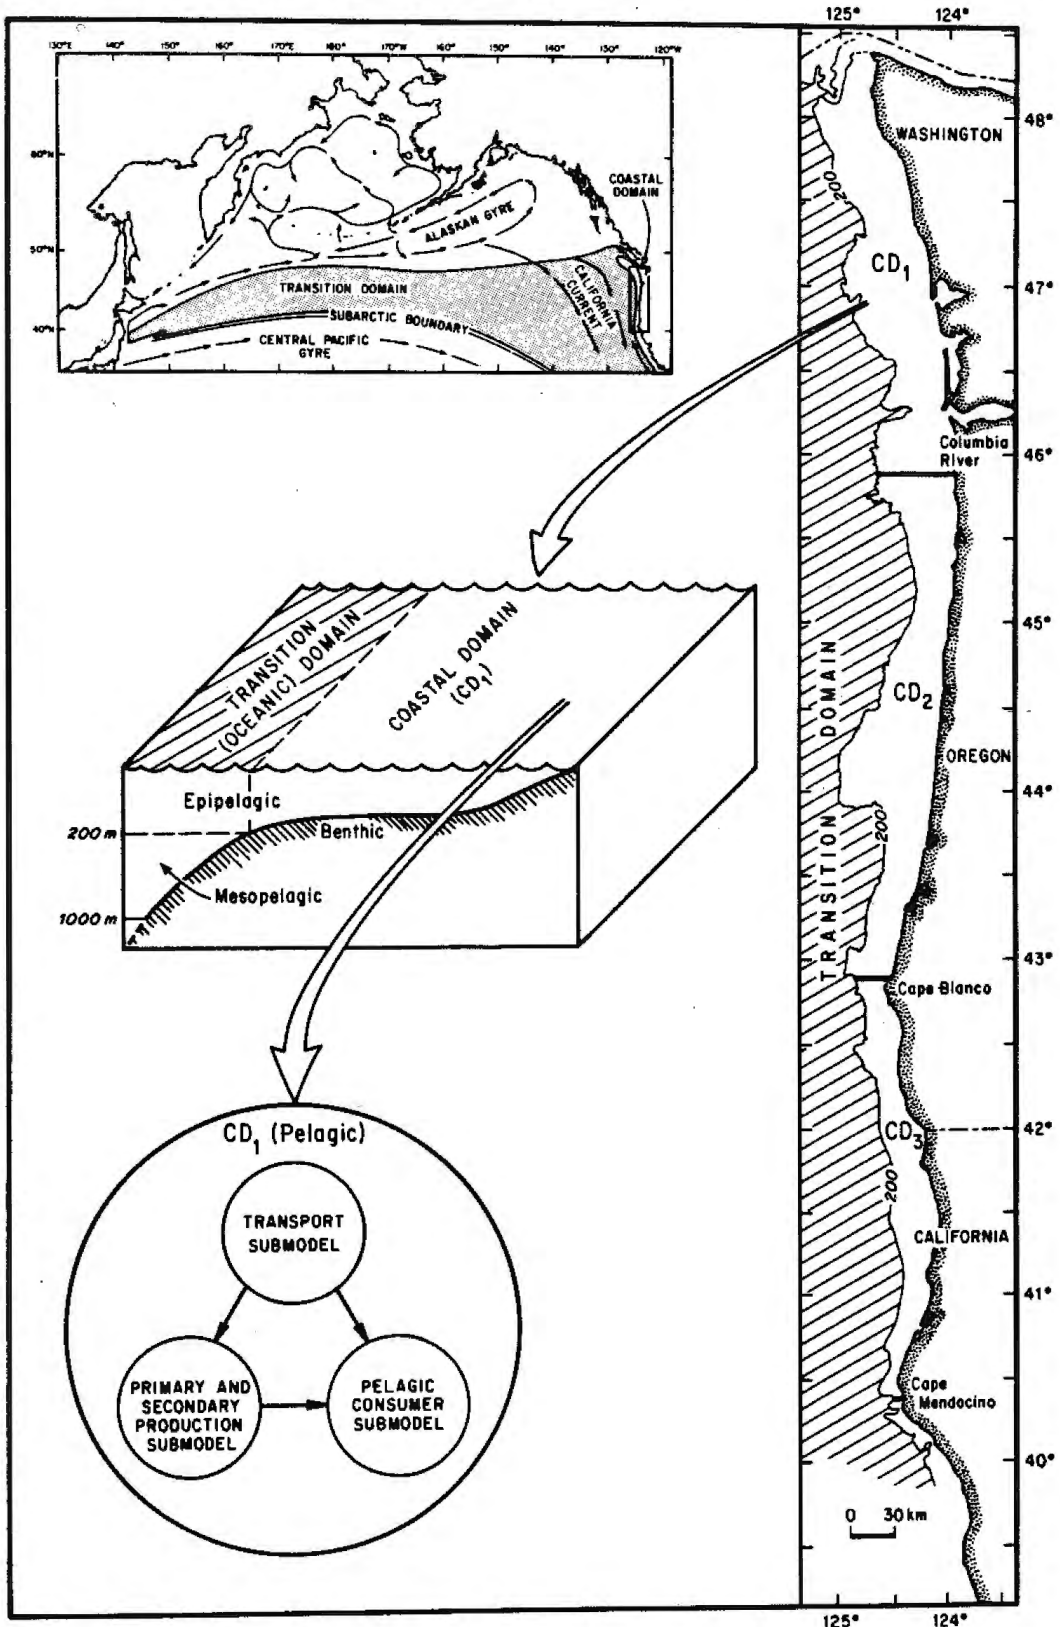 130°E
140°
150°
160°
170°E
180°
170°W
160°
150°
140°
130°
120°W
60°N
50°N
40°N
COASTAL
DOMAIN
ALASKAN GYRE
TRANSITION DOMAIN
CALIFORNIA
CURRENT
SUBARCTIC BOUNDARY
CENTRAL PACIFIC
GYRE
125°
124°
48°
WASHINGTON
200
CD1
47°
Columbia
River
46°
45°
TRANSITION DOMAIN
CD2
OREGON
44°
200
43°
Cape Blanco
CD3
42°
200
CALIFORNIA
41°
Cape
Mendocino
40°
0 30 km
125°
124°
TRANSITION
(OCEANIC) DOMAIN
COASTAL DOMAIN
(CD1)
Epipelagic
200 m
Benthic
Mesopelagic
1000 m
CD1 (Pelagic)
TRANSPORT
SUBMODEL
PRIMARY AND
SECONDARY
PRODUCTION
SUBMODEL
PELAGIC
CONSUMER
SUBMODEL